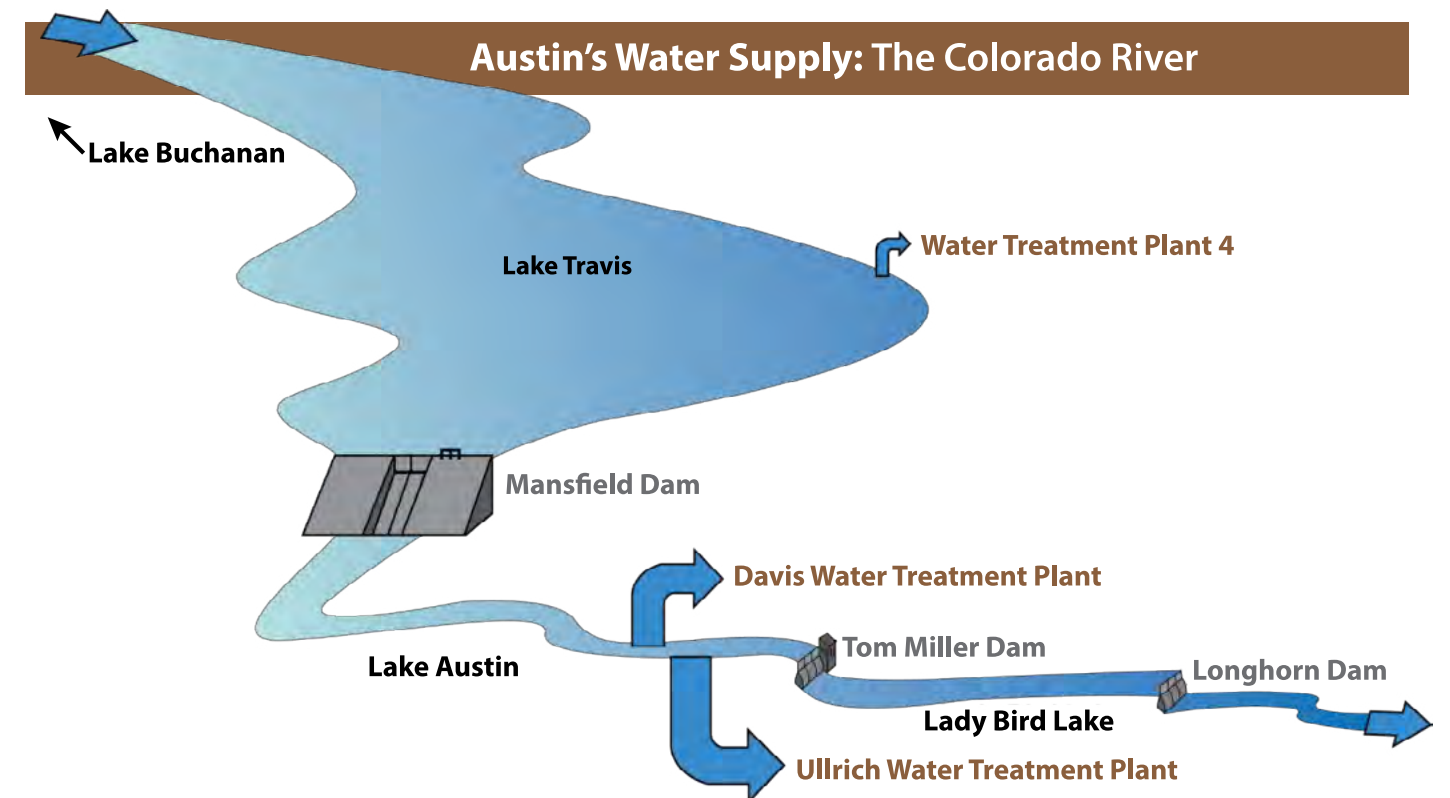 Austin's Water Supply: The Colorado River
Lake Buchanan
Water Treatment Plant 4
Lake Travis
Mansfield Dam
Davis Water Treatment Plant
Tom Miller Dam
Lake Austin
Longhorn Dam
Lady Bird Lake
Ullrich Water Treatment Plant